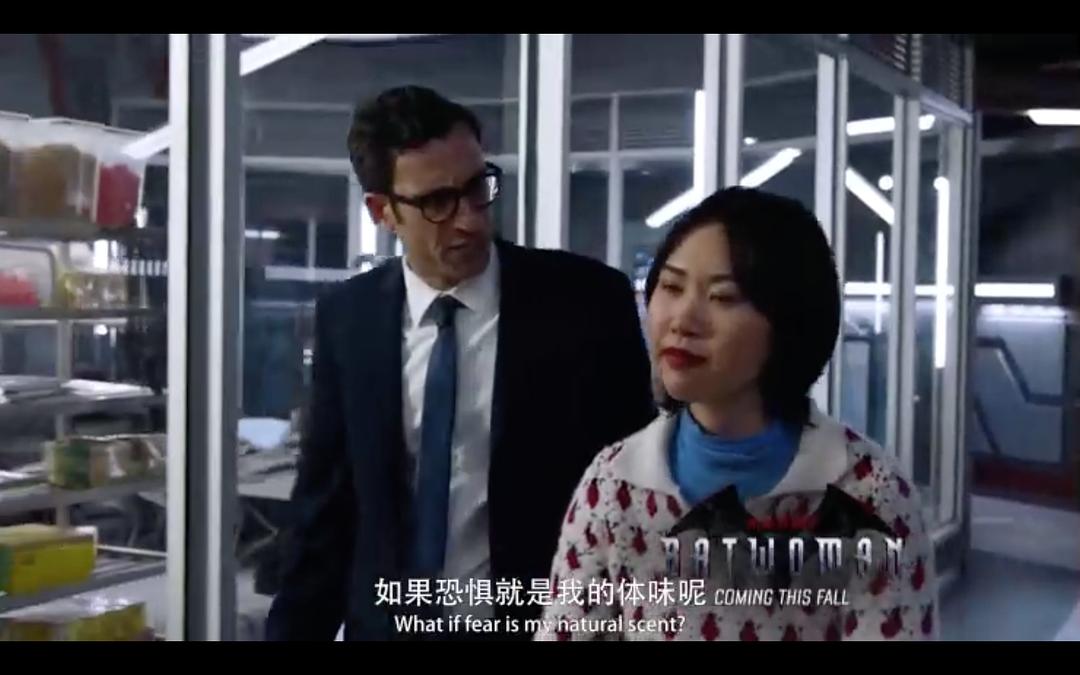 BATWOMAN
如果恐惧就是我的体味呢 COMING THIS FALL
What if fear is my natural scent?